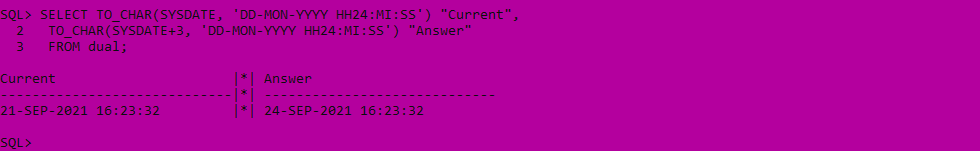 SQL> SELECT TO_CHAR(SYSDATE, 'DD-MON-YYYY HH24:MI:SS') "Current",
  2   TO_CHAR(SYSDATE+3, 'DD-MON-YYYY HH24:MI:SS') "Answer"
  3   FROM dual;
Current                      |*| Answer
-----------------------------|*| -----------------------------
21-SEP-2021 16:23:32         |*| 24-SEP-2021 16:23:32
SQL>